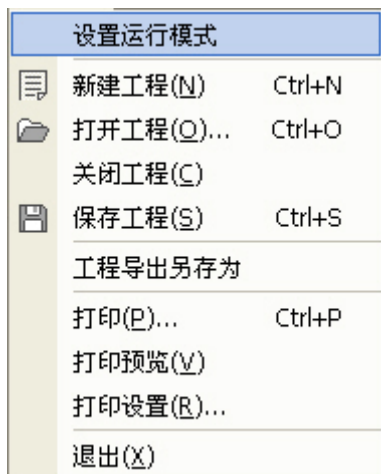 设置运行模式
新建工程(N) Ctrl+N
打开工程(O)... Ctrl+O
关闭工程(C)
保存工程(S) Ctrl+S
工程导出另存为
打印(P)... Ctrl+P
打印预览(V)
打印设置(R)...
退出(X)